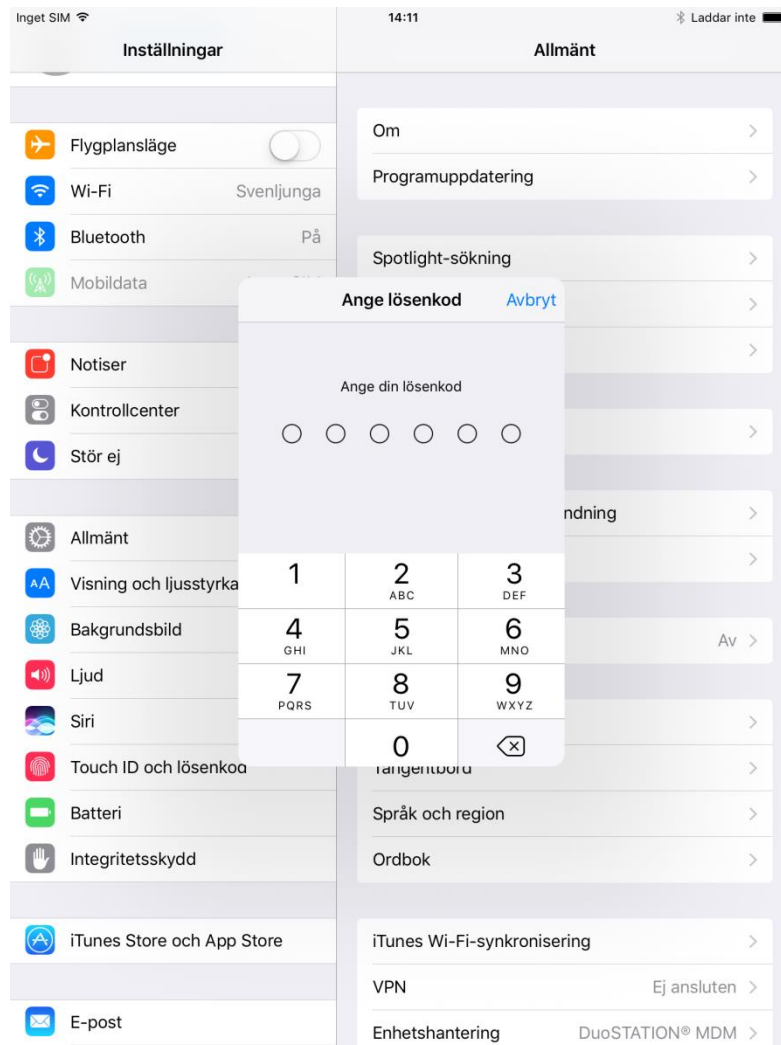 Inget SIM
14:11
Laddar inte
Inställningar
Allmänt
Flygplansläge
Wi-Fi
Svenljunga
Bluetooth
På
Mobildata
Notiser
Kontrollcenter
Stör ej
Allmänt
Visning och ljusstyrka
Bakgrundsbild
Ljud
Siri
Touch ID och lösenkod
Batteri
Integritetsskydd
iTunes Store och App Store
E-post
Ange lösenkod
Avbryt
Ange din lösenkod
1
2
ABC
3
DEF
4
GHI
5
JKL
6
MNO
7
PQRS
8
TUV
9
WXYZ
0
Om
Programuppdatering
Spotlight-sökning
ndning
Av
Tangentbord
Språk och region
Ordbok
iTunes Wi-Fi-synkronisering
VPN
Ej ansluten
Enhetshantering
DuoSTATION® MDM